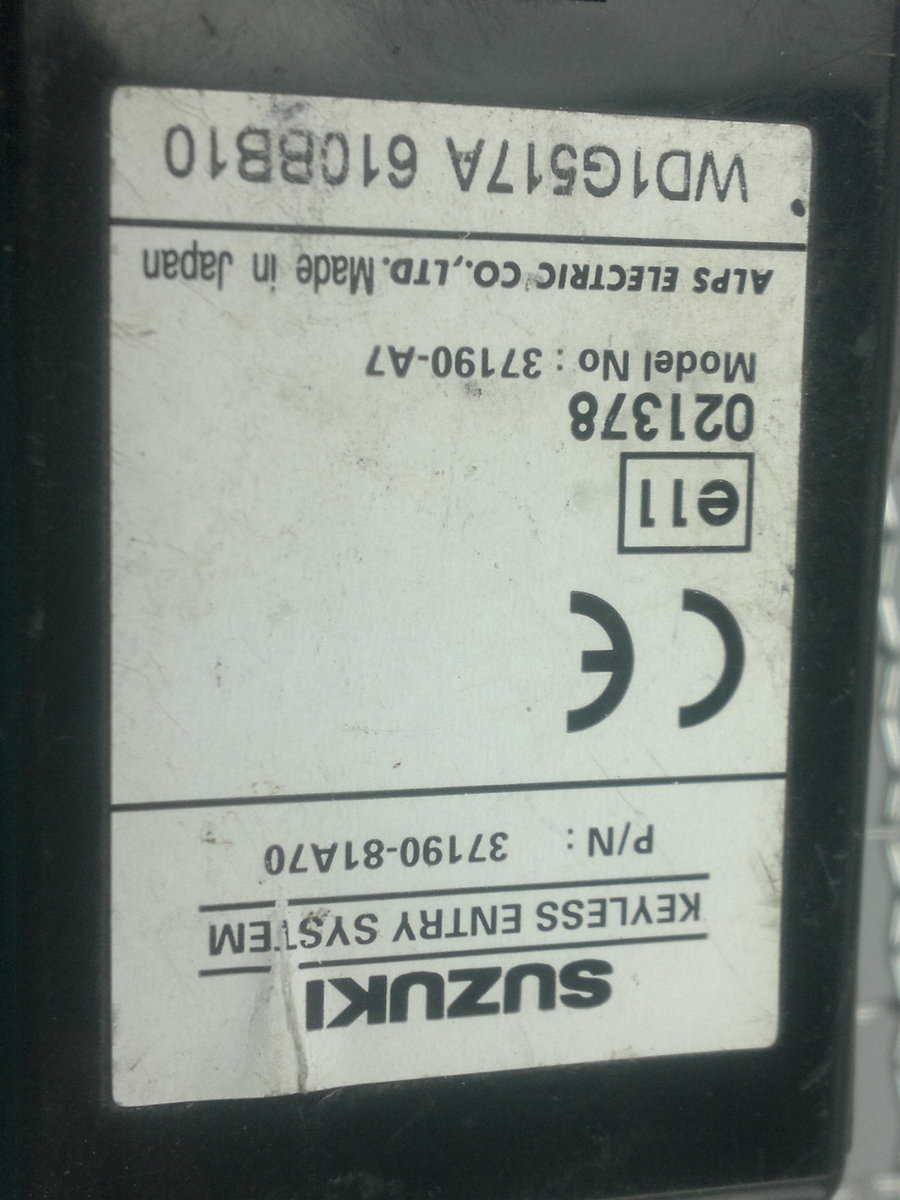 SUZUKI
KEYLESS ENTRY SYSTEM
P/N : 37190-81A70
CE
e11
021378
Model No : 37190-A7
ALPS ELECTRIC CO.,LTD. Made in Japan
WD1G517A 610BB10